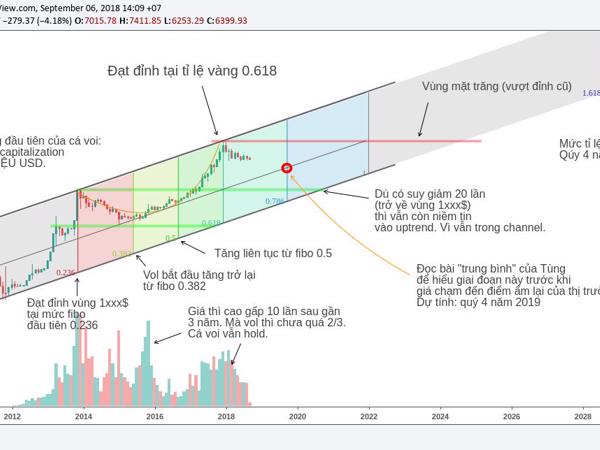 View.com, September 06, 2018 14:09 +07
−279.37 (−4.18%) O:7015.78 H:7411.85 L:6253.29 C:6399.93
Đạt đỉnh tại tỉ lệ vàng 0.618
Vùng mặt trăng (vượt đỉnh cũ)
1.618
đầu tiên của cá voi:
capitalization
ỆU USD.
Mức tỉ lệ
Qúy 4 n
1
Dù có suy giảm 20 lần
(trở về vùng 1xxx$)
thì vẫn còn niềm tin
vào uptrend. Vì vẫn trong channel.
0.786
0.618
0.5
0.382
0.236
Tăng liên tục từ fibo 0.5
Vol bắt đầu tăng trở lại
từ fibo 0.382
Đọc bài "trung bình" của Tùng
để hiểu giai đoạn này trước khi
giá chạm đến điểm ấm lại của thị trườ
Dự tính: quý 4 năm 2019
Đạt đỉnh vùng 1xxx$
tại mức fibo
đầu tiên 0.236
Giá thì cao gấp 10 lần sau gần
3 năm. Mà vol thì chưa quá 2/3.
Cá voi vẫn hold.
2012 2014 2016 2018 2020 2022 2024 2026 2028